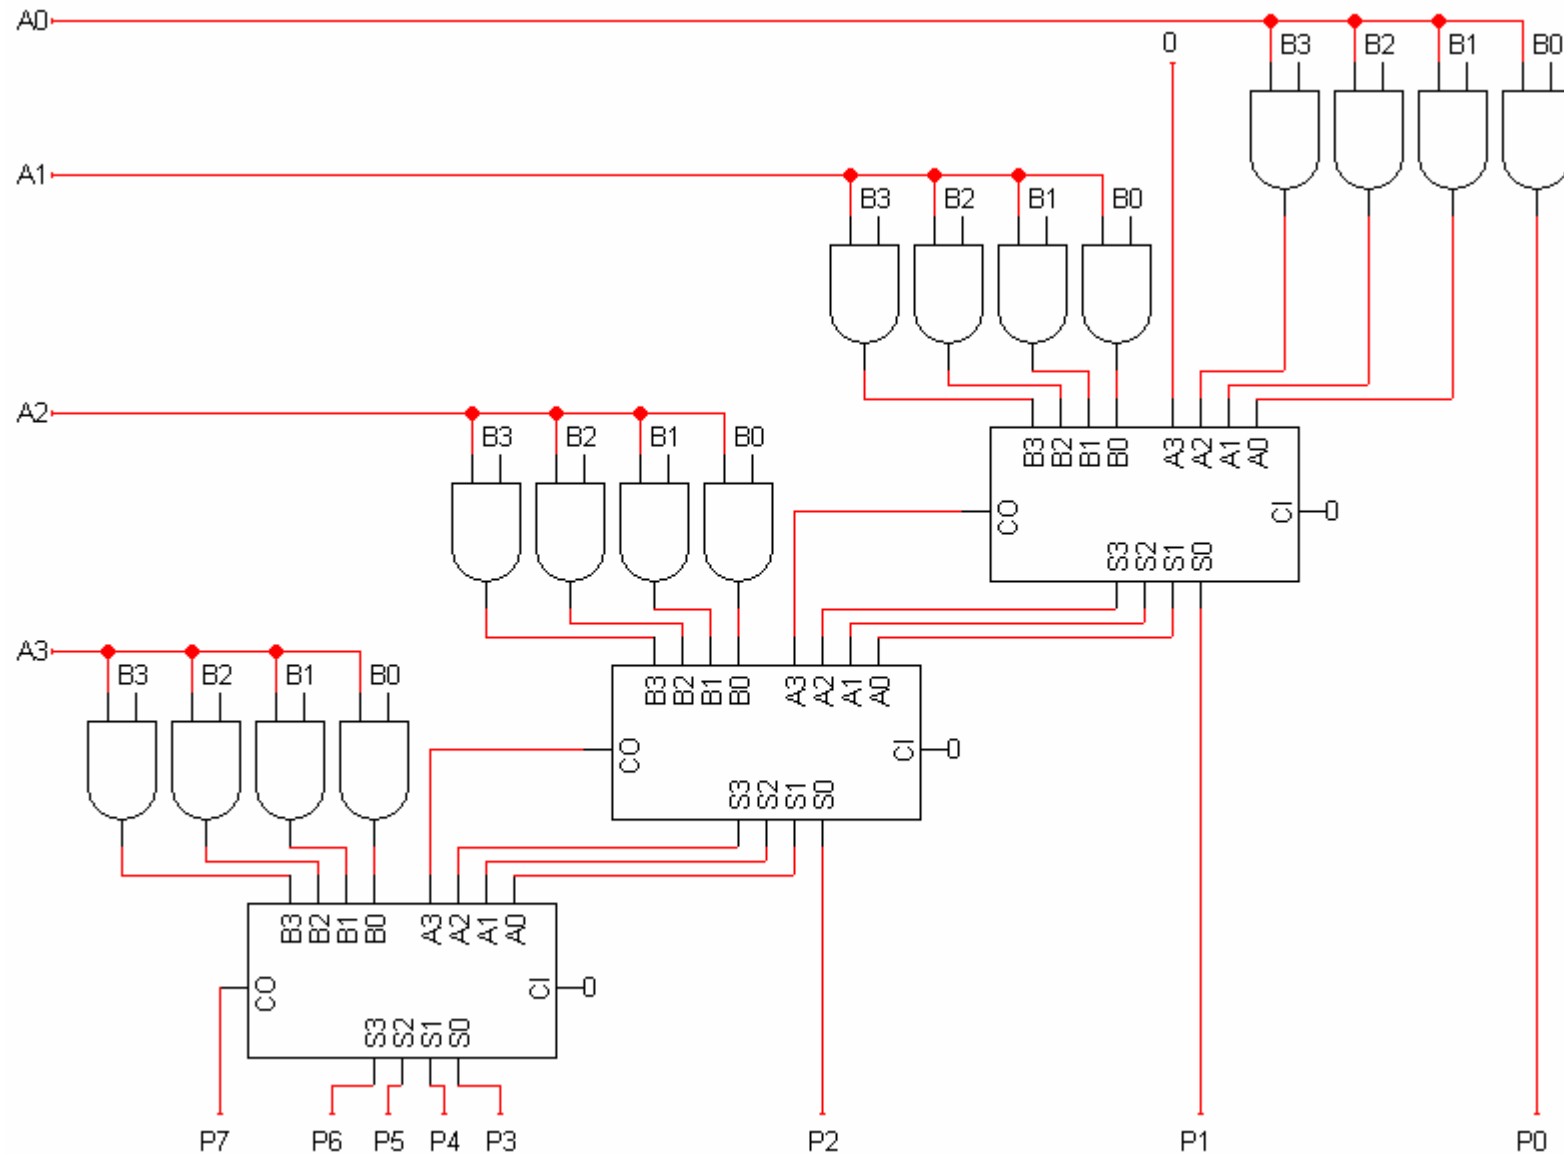 A0
0
B3 B2 B1 B0
A1
B3 B2 B1 B0
A2
B3 B2 B1 B0
B3 B2 B1 B0 A3 A2 A1 A0
CO CI 0
S3 S2 S1 S0
A3
B3 B2 B1 B0
B3 B2 B1 B0 A3 A2 A1 A0
CO CI 0
S3 S2 S1 S0
B3 B2 B1 B0 A3 A2 A1 A0
CO CI 0
S3 S2 S1 S0
P7 P6 P5 P4 P3 P2 P1 P0